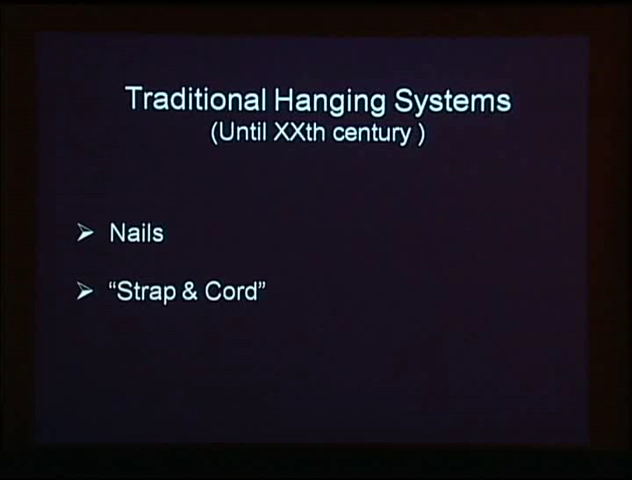 Traditional Hanging Systems
(Until XXth century )
➢ Nails
➢ “Strap & Cord”